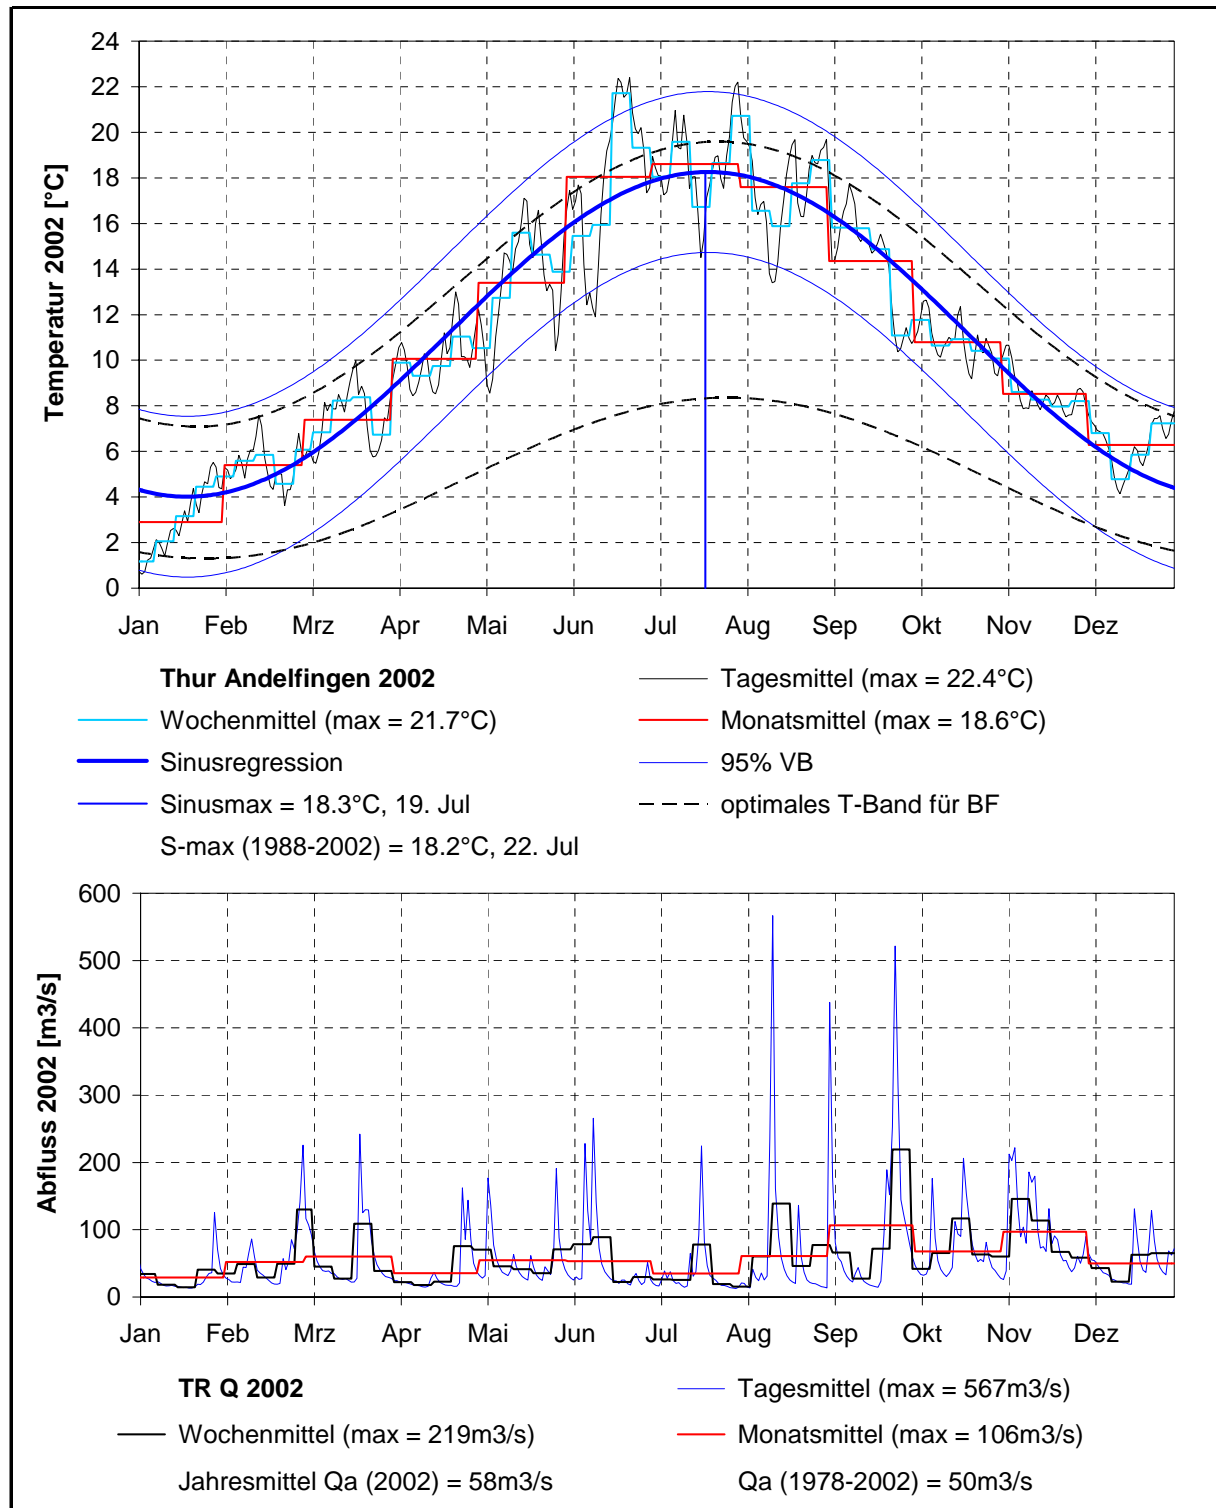 Temperatur 2002 [°C]
24
22
20
18
16
14
12
10
8
6
4
2
0
Jan Feb Mrz Apr Mai Jun Jul Aug Sep Okt Nov Dez
Thur Andelfingen 2002
Tagesmittel (max = 22.4°C)
Wochenmittel (max = 21.7°C)
Monatsmittel (max = 18.6°C)
Sinusregression
95% VB
Sinusmax = 18.3°C, 19. Jul
optimales T-Band für BF
S-max (1988-2002) = 18.2°C, 22. Jul
Abfluss 2002 [m3/s]
600
500
400
300
200
100
0
Jan Feb Mrz Apr Mai Jun Jul Aug Sep Okt Nov Dez
TR Q 2002
Tagesmittel (max = 567m3/s)
Wochenmittel (max = 219m3/s)
Monatsmittel (max = 106m3/s)
Jahresmittel Qa (2002) = 58m3/s
Qa (1978-2002) = 50m3/s